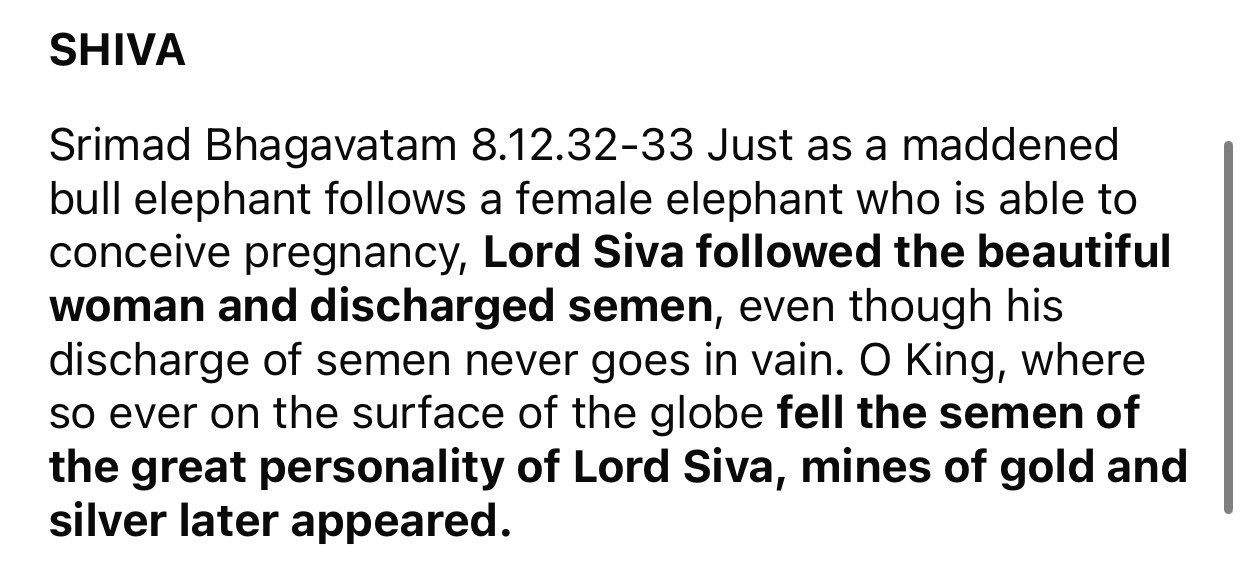 SHIVA
Srimad Bhagavatam 8.12.32-33 Just as a maddened
bull elephant follows a female elephant who is able to
conceive pregnancy, Lord Siva followed the beautiful
woman and discharged semen, even though his
discharge of semen never goes in vain. O King, where
so ever on the surface of the globe fell the semen of
the great personality of Lord Siva, mines of gold and
silver later appeared.